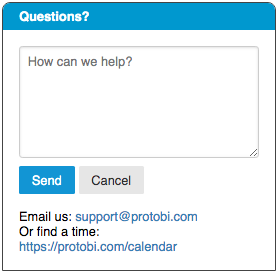 Questions?
How can we help?
Send Cancel
Email us: support@protobi.com
Or find a time:
https://protobi.com/calendar